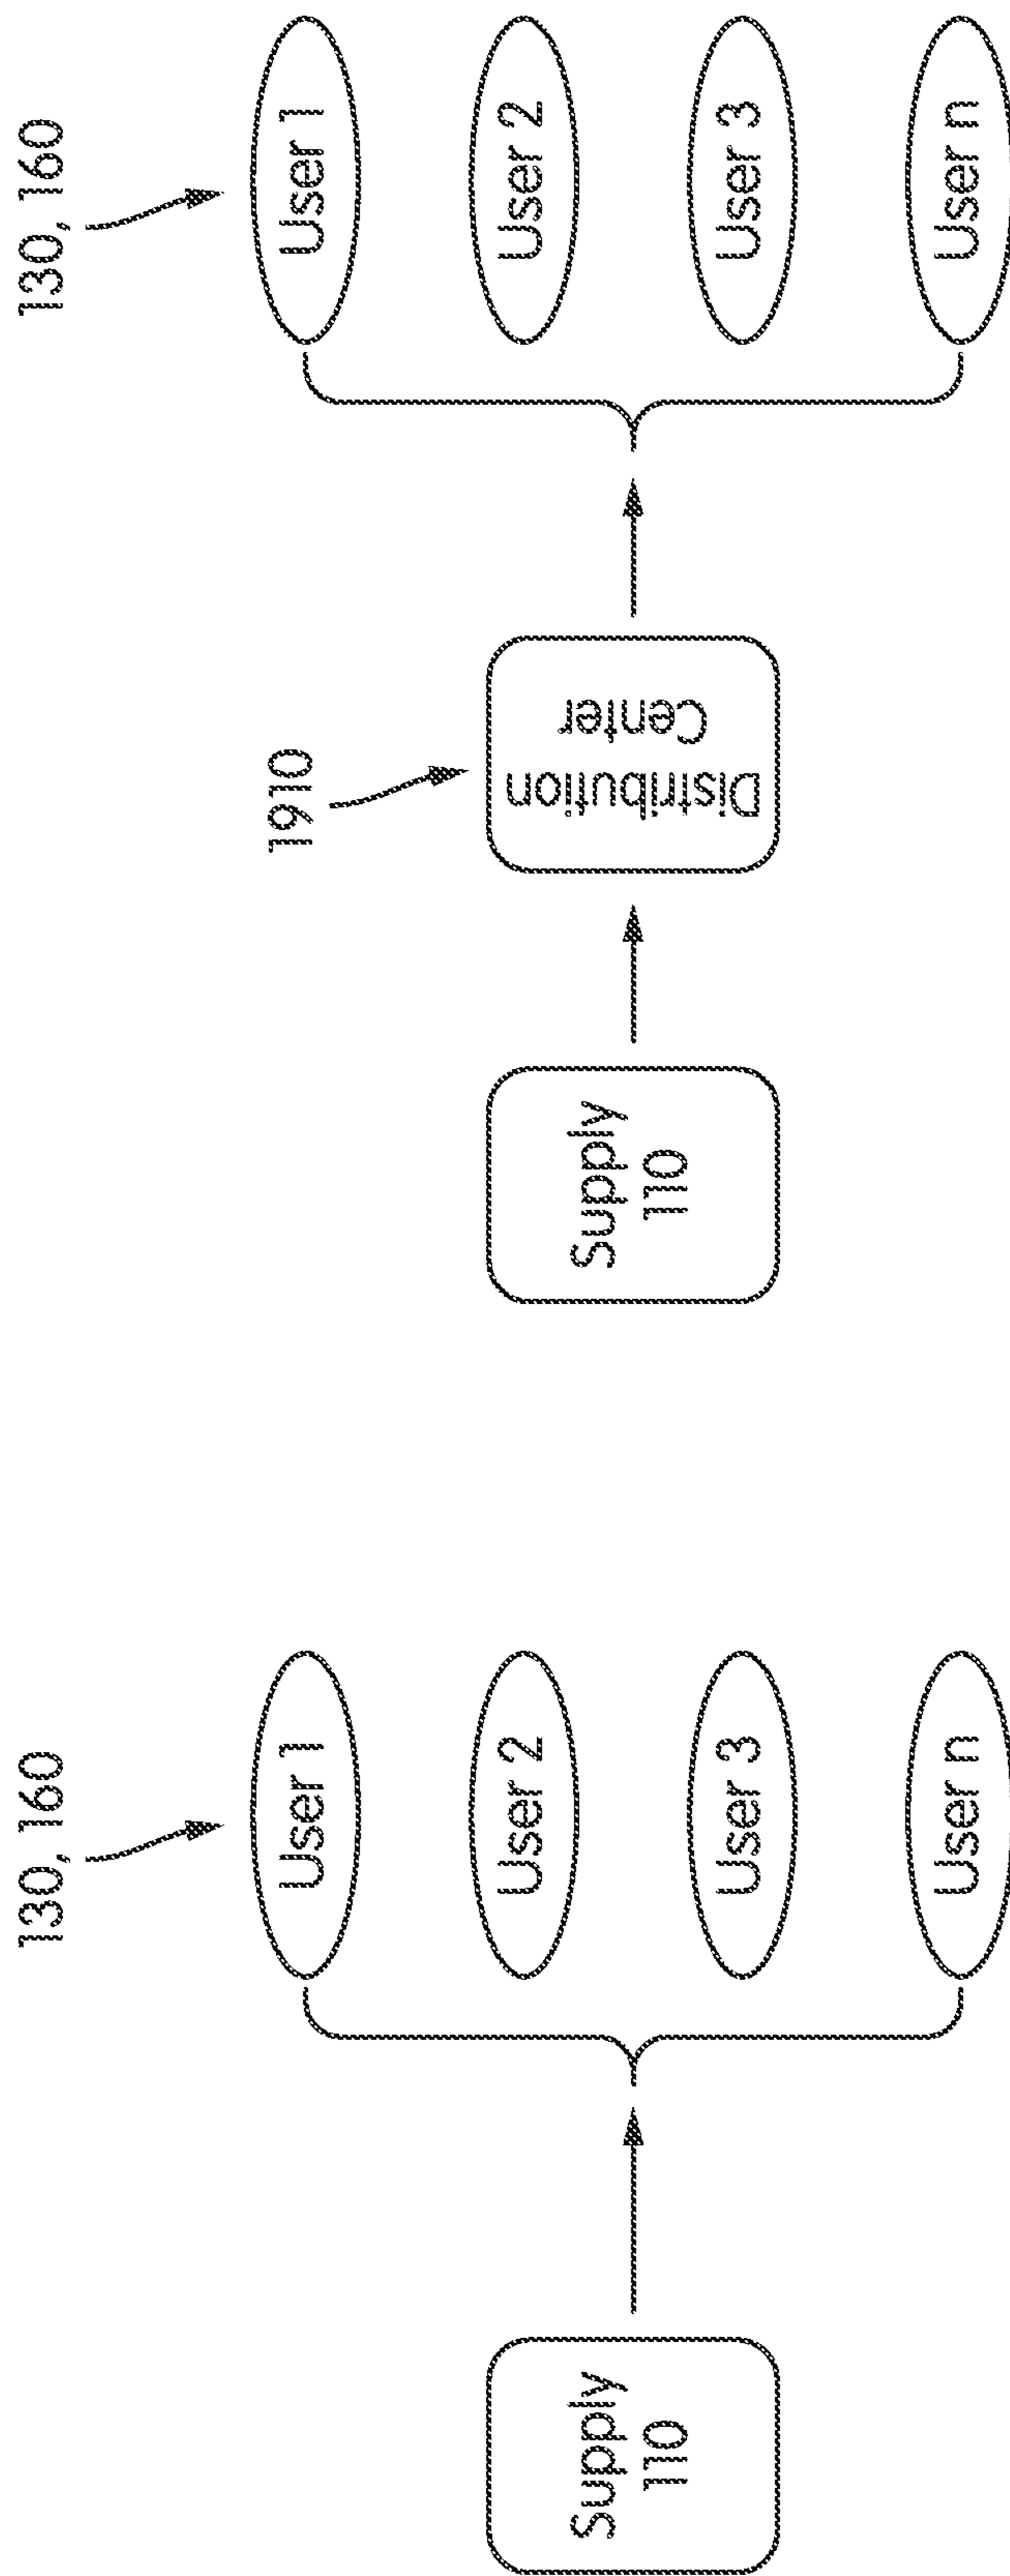 130, 160
User 1
User 2
User 3
User n
Supply
110
130, 160
1910
User 1
User 2
User 3
User n
Distribution
Center
Supply
110